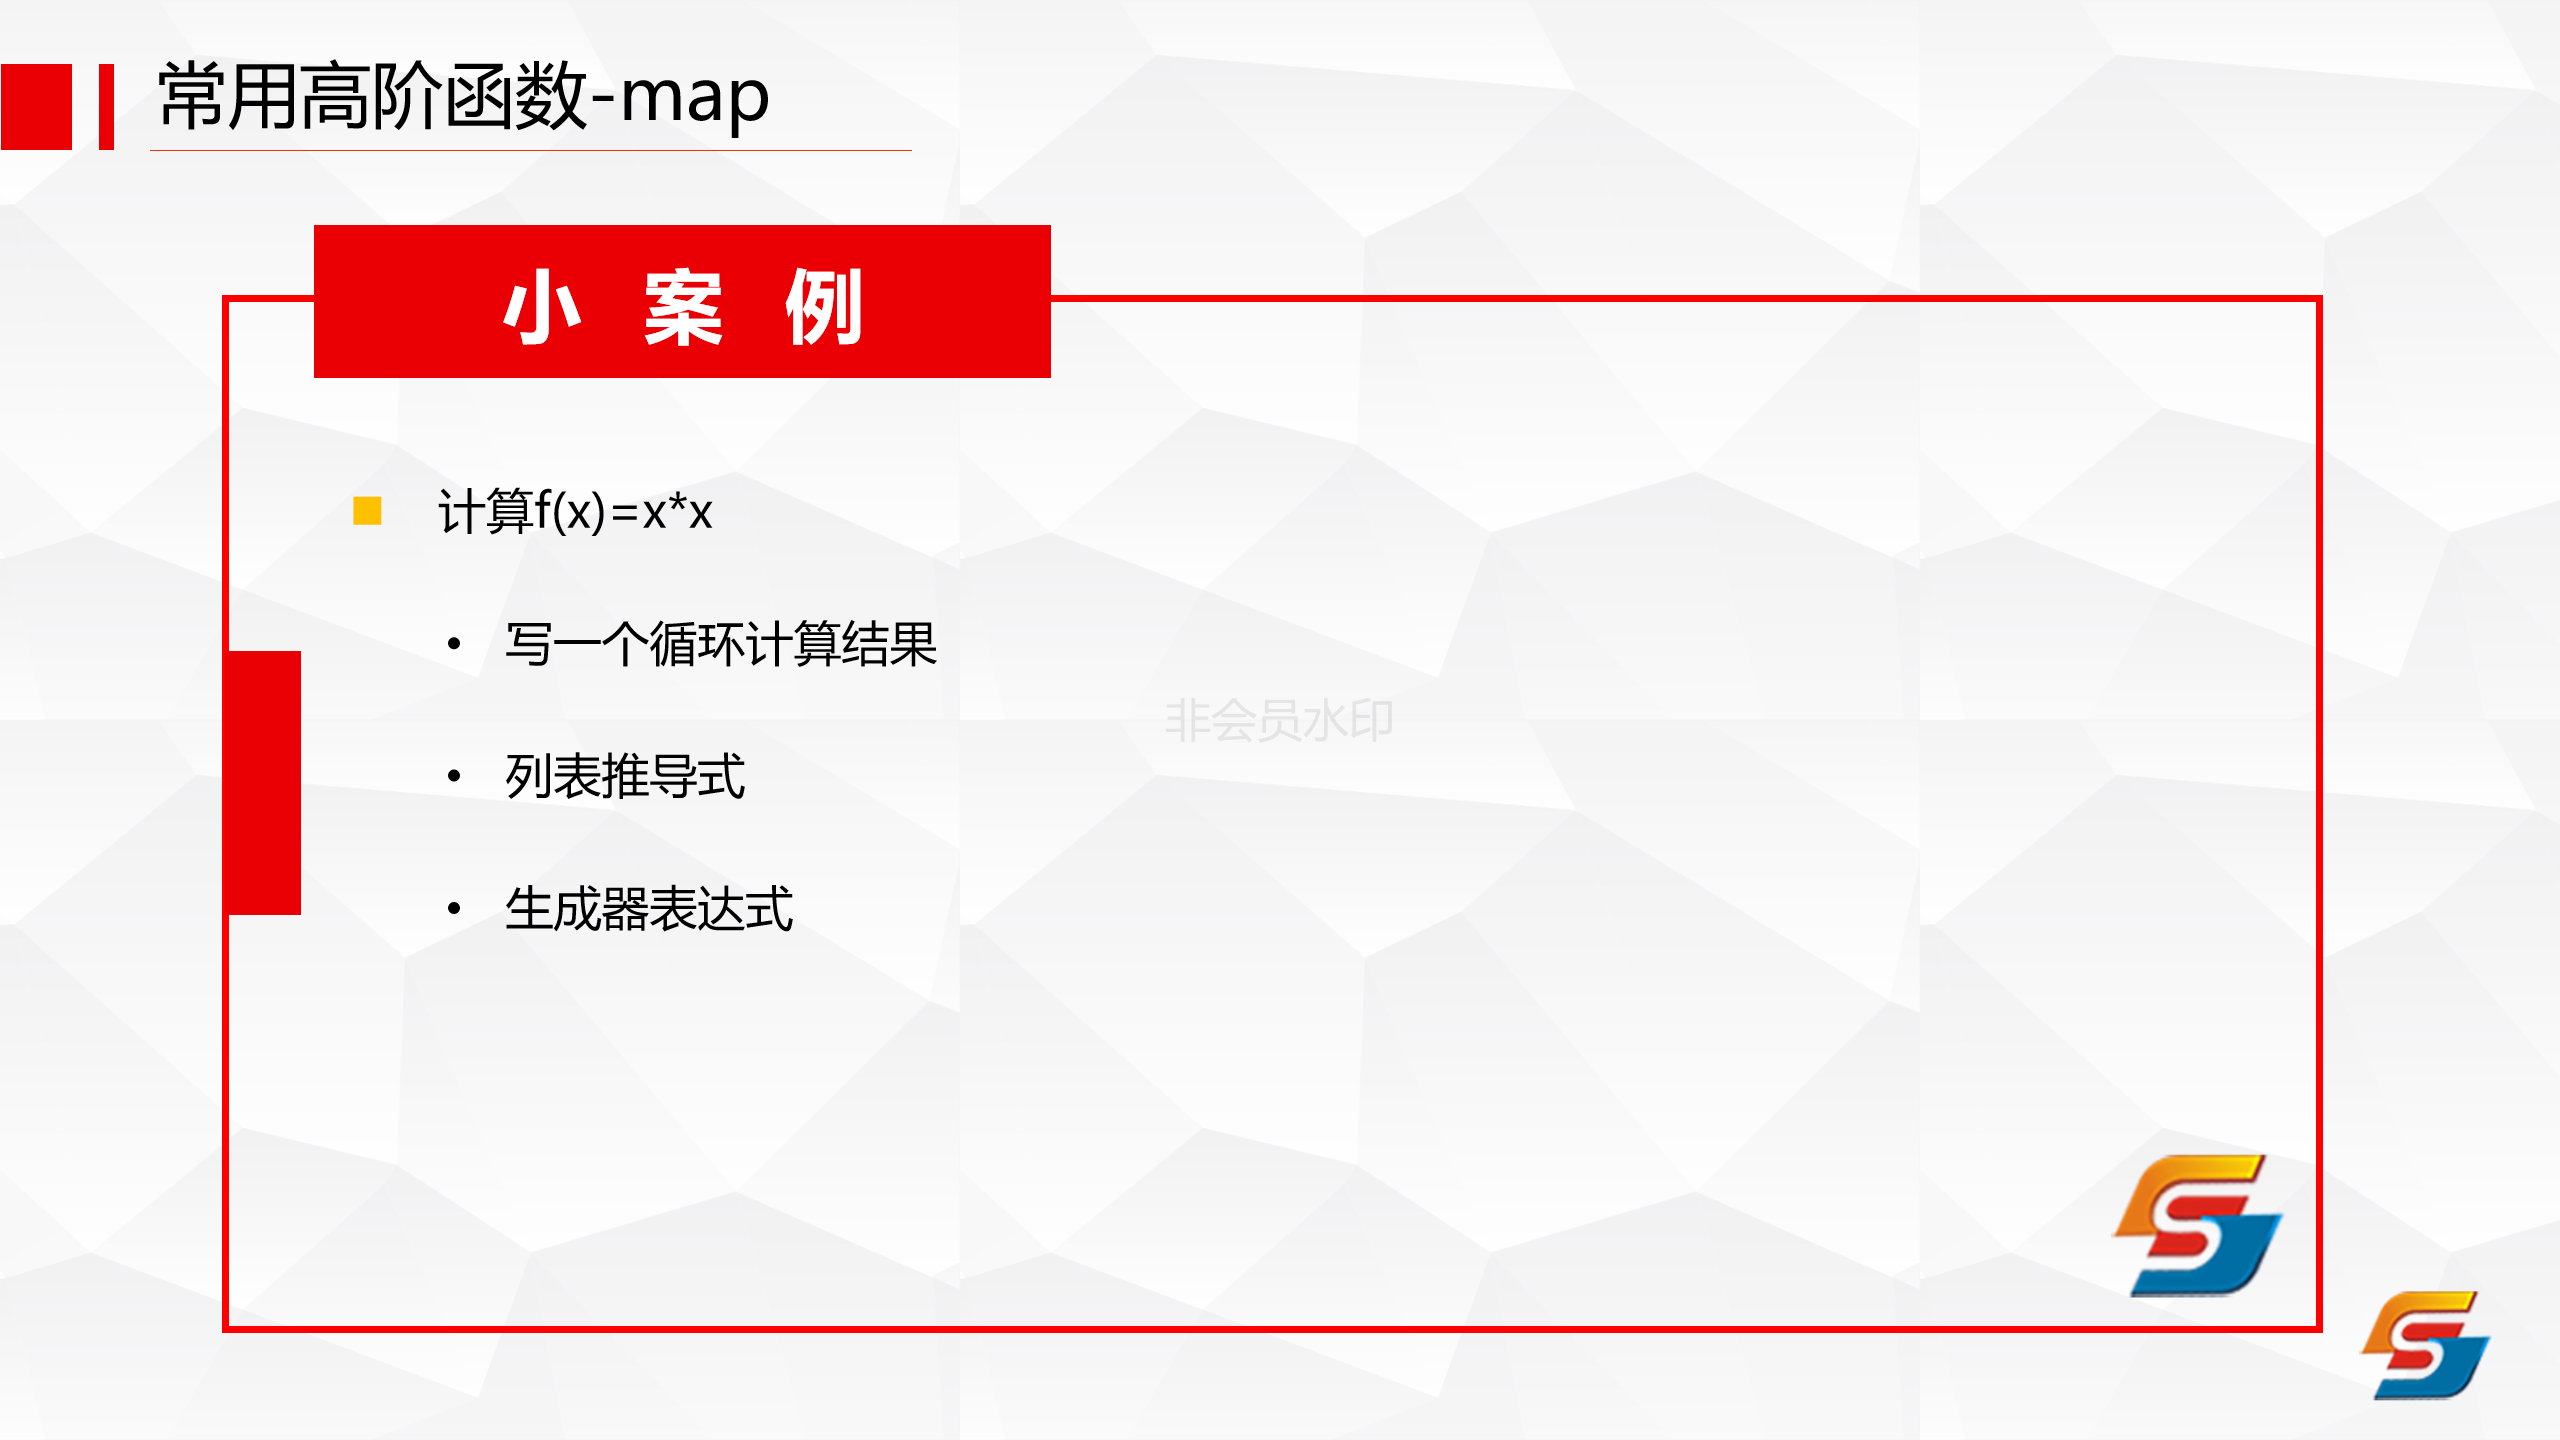 常用高阶函数-map
小 案 例
计算f(x)=x*x
写一个循环计算结果
列表推导式
生成器表达式
非会员水印